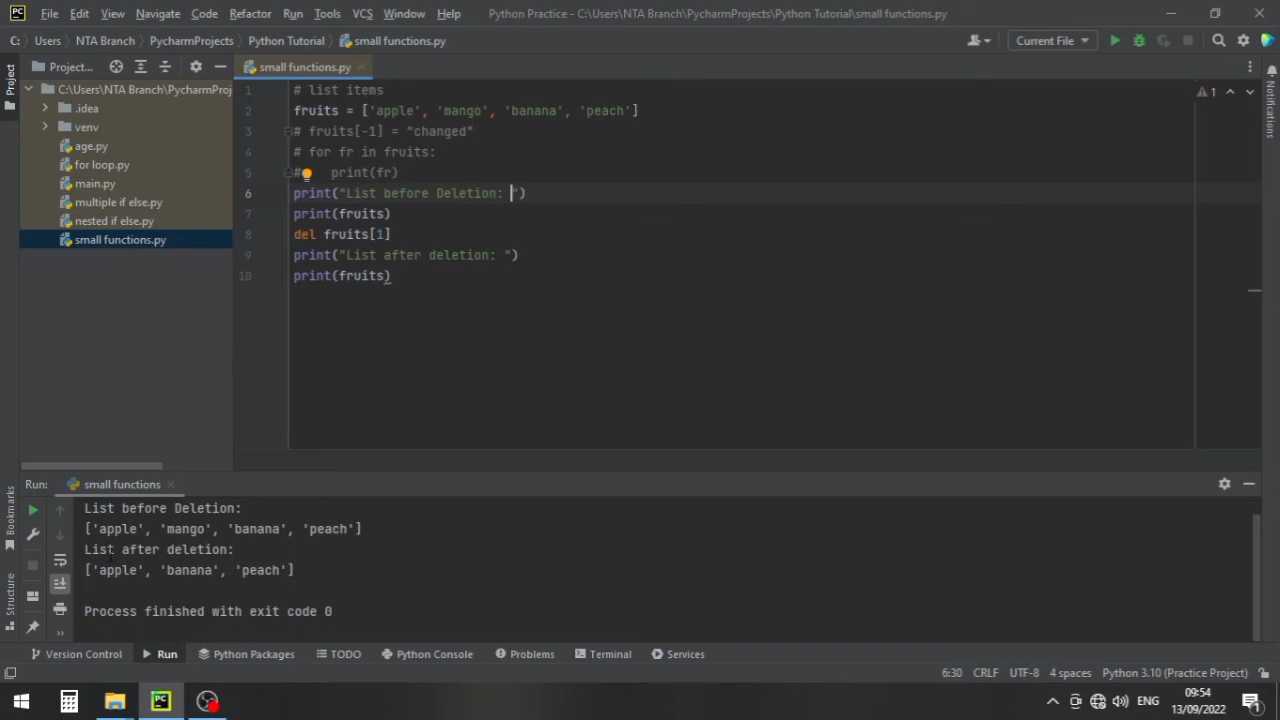 PC File Edit View Navigate Code Refactor Run Tools VCS Window Help Python Practice - C:\Users\NTA Branch\PycharmProjects\Python Tutorial\small functions.py
C: Users NTA Branch PycharmProjects Python Tutorial small functions.py Current File
Project... small functions.py
C:\Users\NTA Branch\PycharmProj
.idea
venv
age.py
for loop.py
main.py
multiple if else.py
nested if else.py
small functions.py
1 # list items
2 fruits = ['apple', 'mango', 'banana', 'peach']
3 # fruits[-1] = "changed"
4 # for fr in fruits:
5 # print(fr)
6 print("List before Deletion: ")
7 print(fruits)
8 del fruits[1]
9 print("List after deletion: ")
10 print(fruits)
1
Project
Bookmarks
Structure
Notifications
Run: small functions
List before Deletion:
['apple', 'mango', 'banana', 'peach']
List after deletion:
['apple', 'banana', 'peach']
Process finished with exit code 0
Version Control Run Python Packages TODO Python Console Problems Terminal Services
6:30 CRLF UTF-8 4 spaces Python 3.10 (Practice Project)
PC ENG 09:54
13/09/2022 1